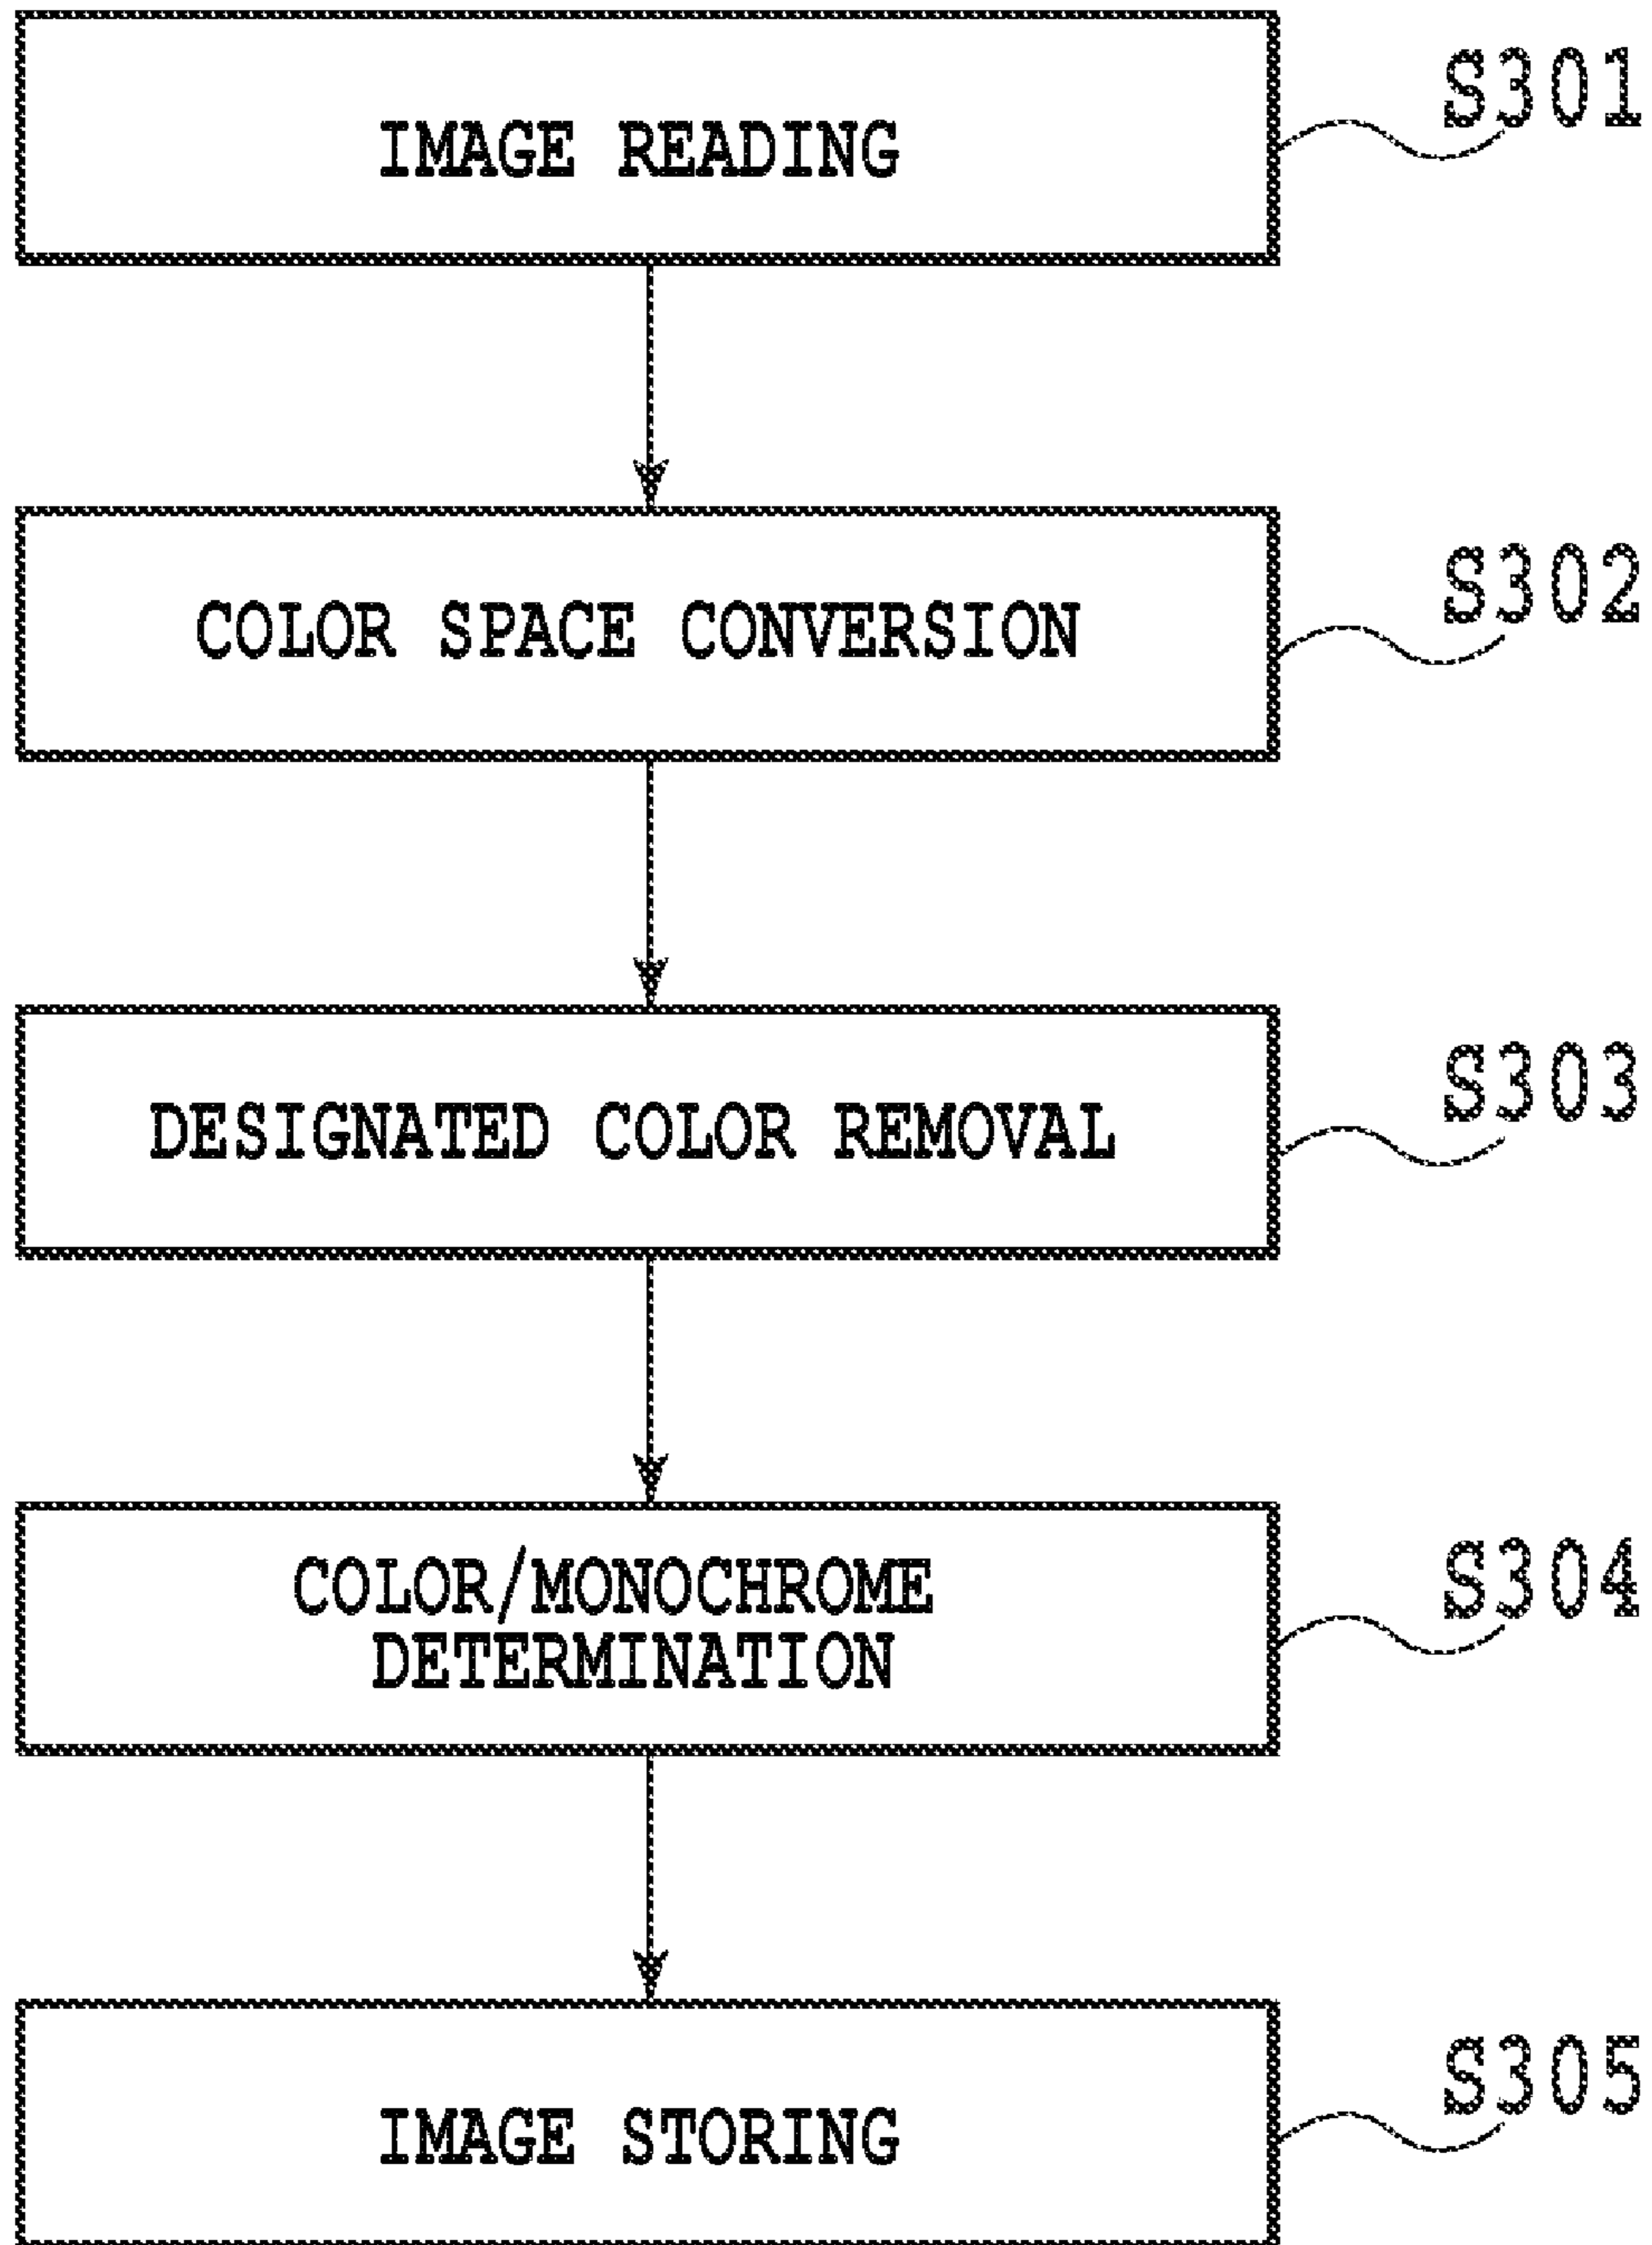 IMAGE READING
S301
COLOR SPACE CONVERSION
S302
DESIGNATED COLOR REMOVAL
S303
COLOR/MONOCHROME
DETERMINATION
S304
IMAGE STORING
S305